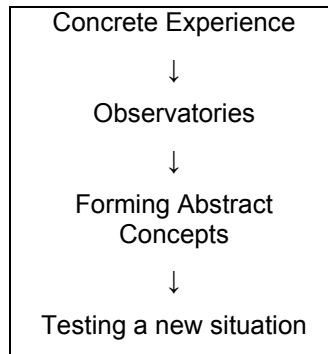 Concrete Experience
↓
Observatories
↓
Forming Abstract
Concepts
↓
Testing a new situation